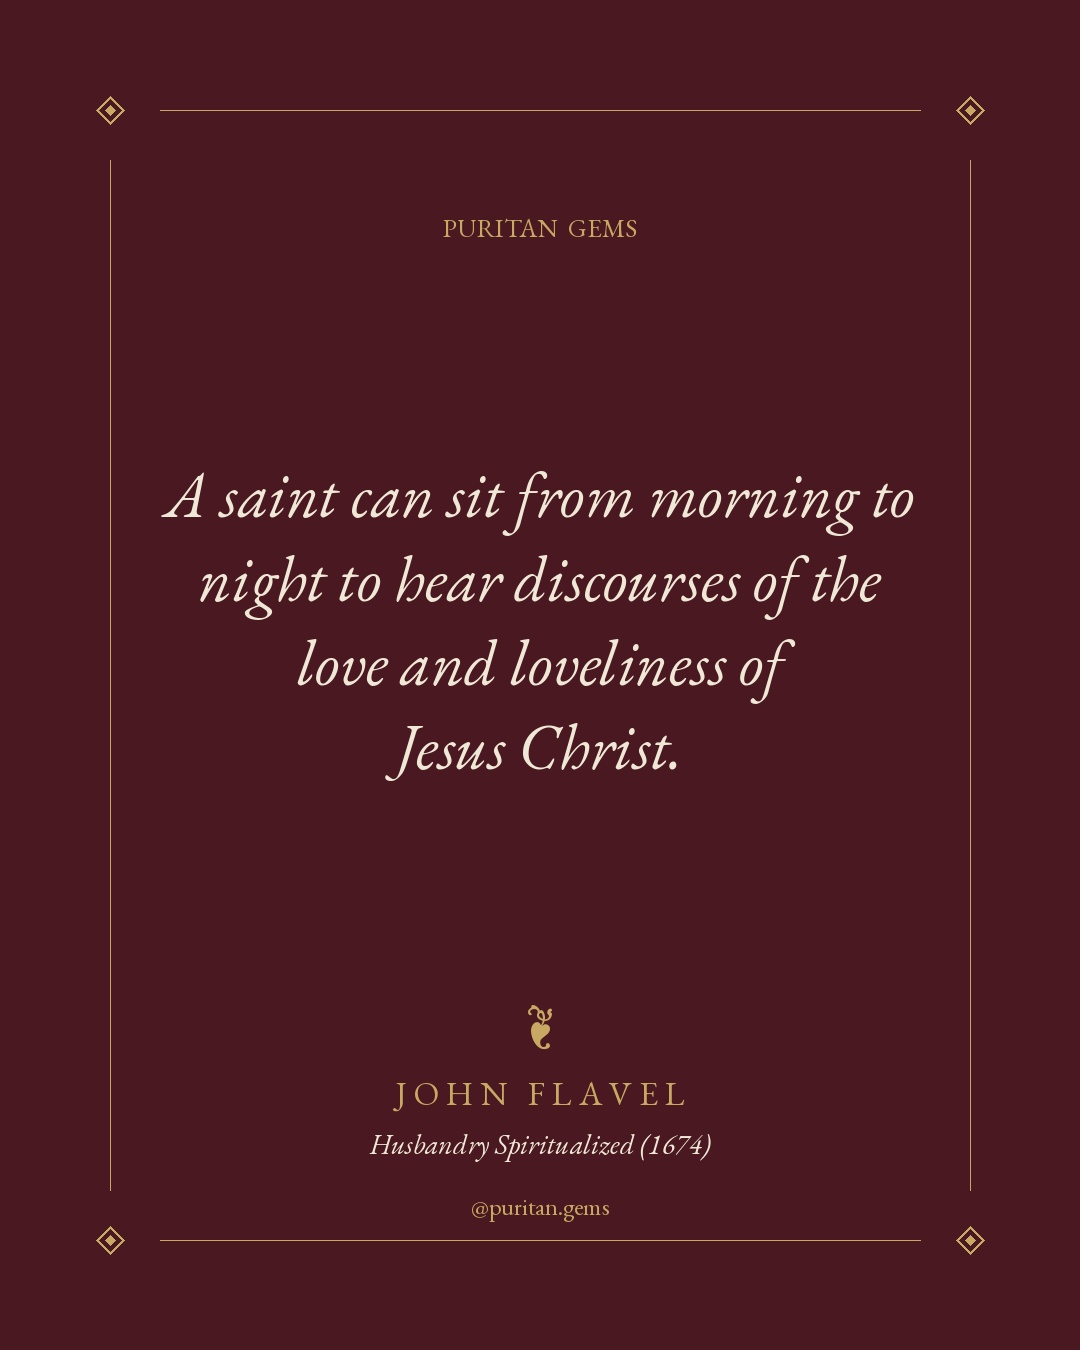 PURITAN GEMS
A saint can sit from morning to
night to hear discourses of the
love and loveliness of
Jesus Christ.
JOHN FLAVEL
Husbandry Spiritualized (1674)
@puritan.gems